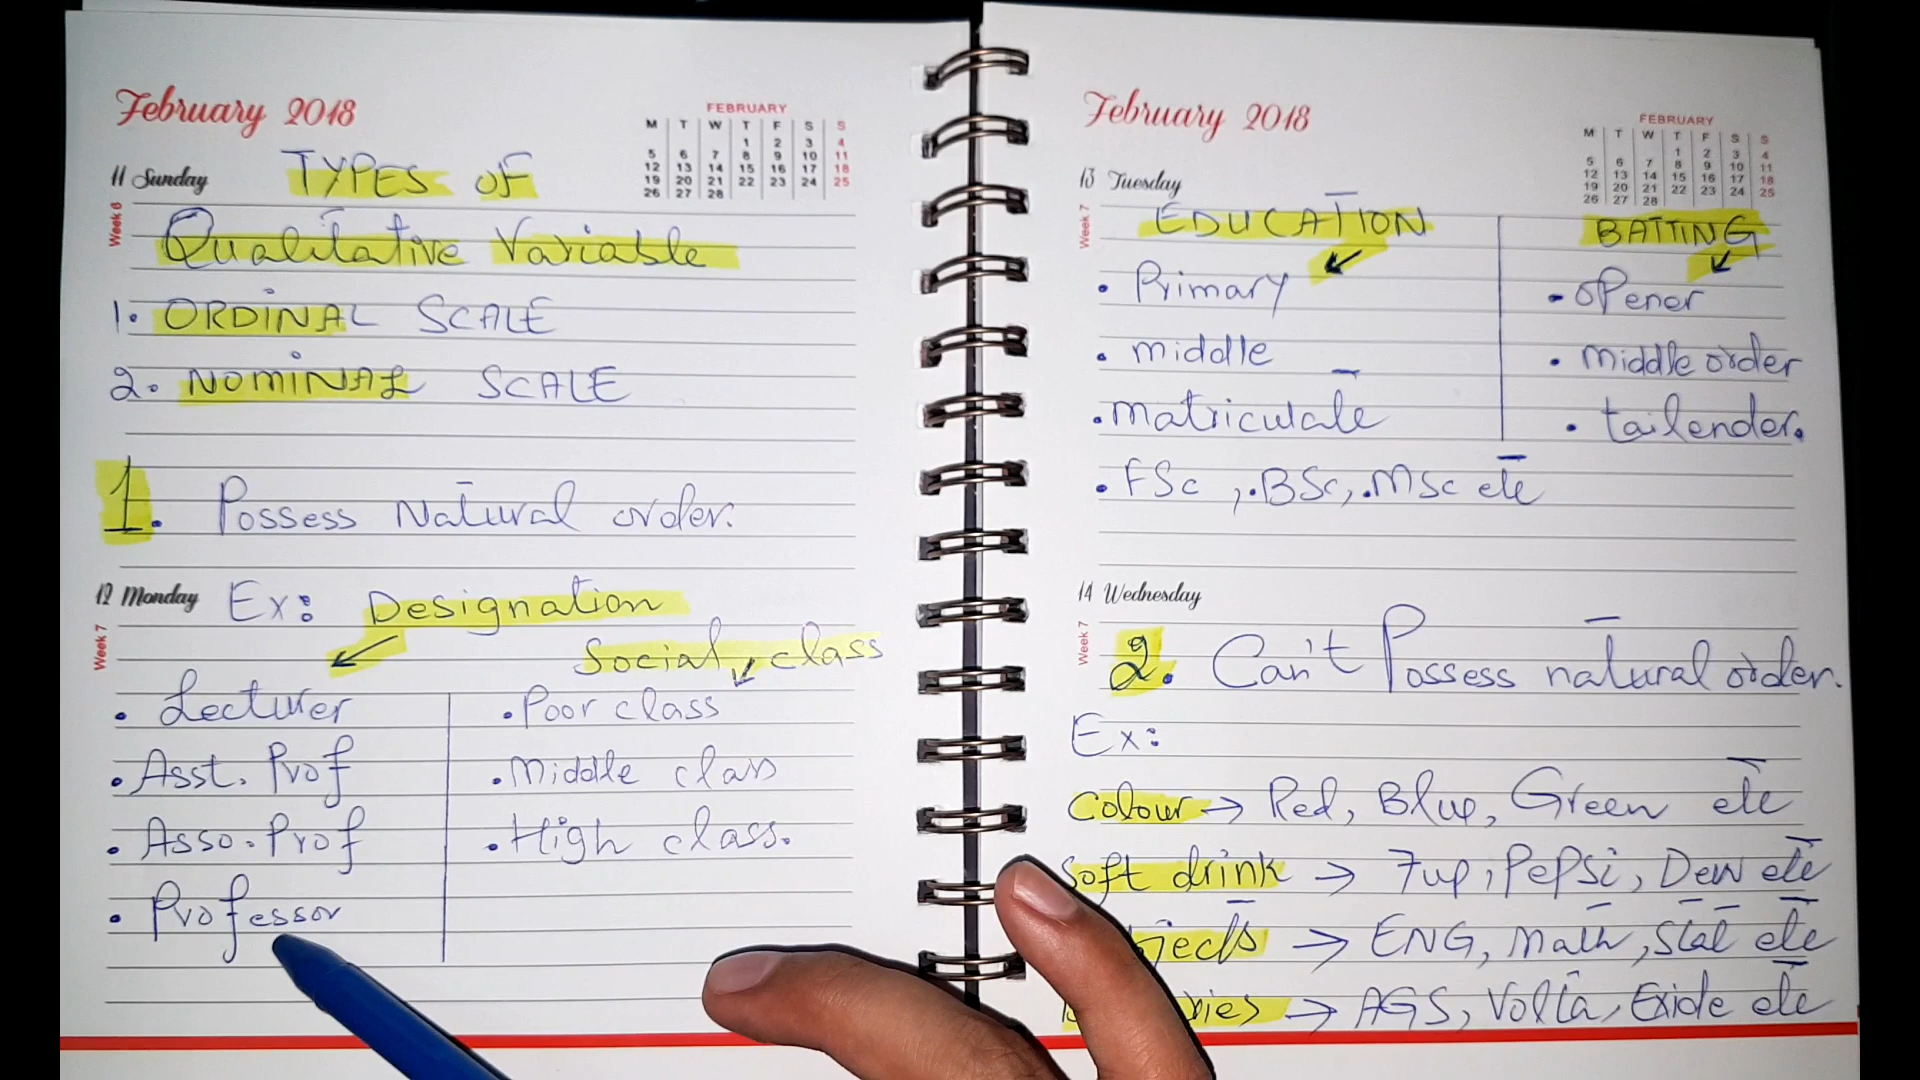 February 2018
FEBRUARY
M T W T F S S
1 2 3 4
5 6 7 8 9 10 11
12 13 14 15 16 17 18
19 20 21 22 23 24 25
26 27 28
11 Sunday
TYPES OF
Week 6
Qualitative Variable
1. ORDINAL SCALE
2. NOMINAL SCALE
1. Possess Natural order.
12 Monday
Week 7
Ex: Designation
Social class
• Lecturer
• Asst. Prof
• Asso. Prof
• Professor
• Poor class
• Middle class
• High class.
February 2018
FEBRUARY
M T W T F S S
1 2 3 4
5 6 7 8 9 10 11
12 13 14 15 16 17 18
19 20 21 22 23 24 25
26 27 28
13 Tuesday
Week 7
EDUCATION
• Primary
• middle
• matriculate
• FSc , • BSc, • MSc etc
BATTING
• opener
• middle order
• tailender.
14 Wednesday
Week 7
2. Can't Possess natural order.
Ex:
Colour → Red, Blue, Green etc
Soft drink → 7up, Pepsi, Dew etc
jects → ENG, Math, Stat etc
ries → AGS, Volta, Exide etc